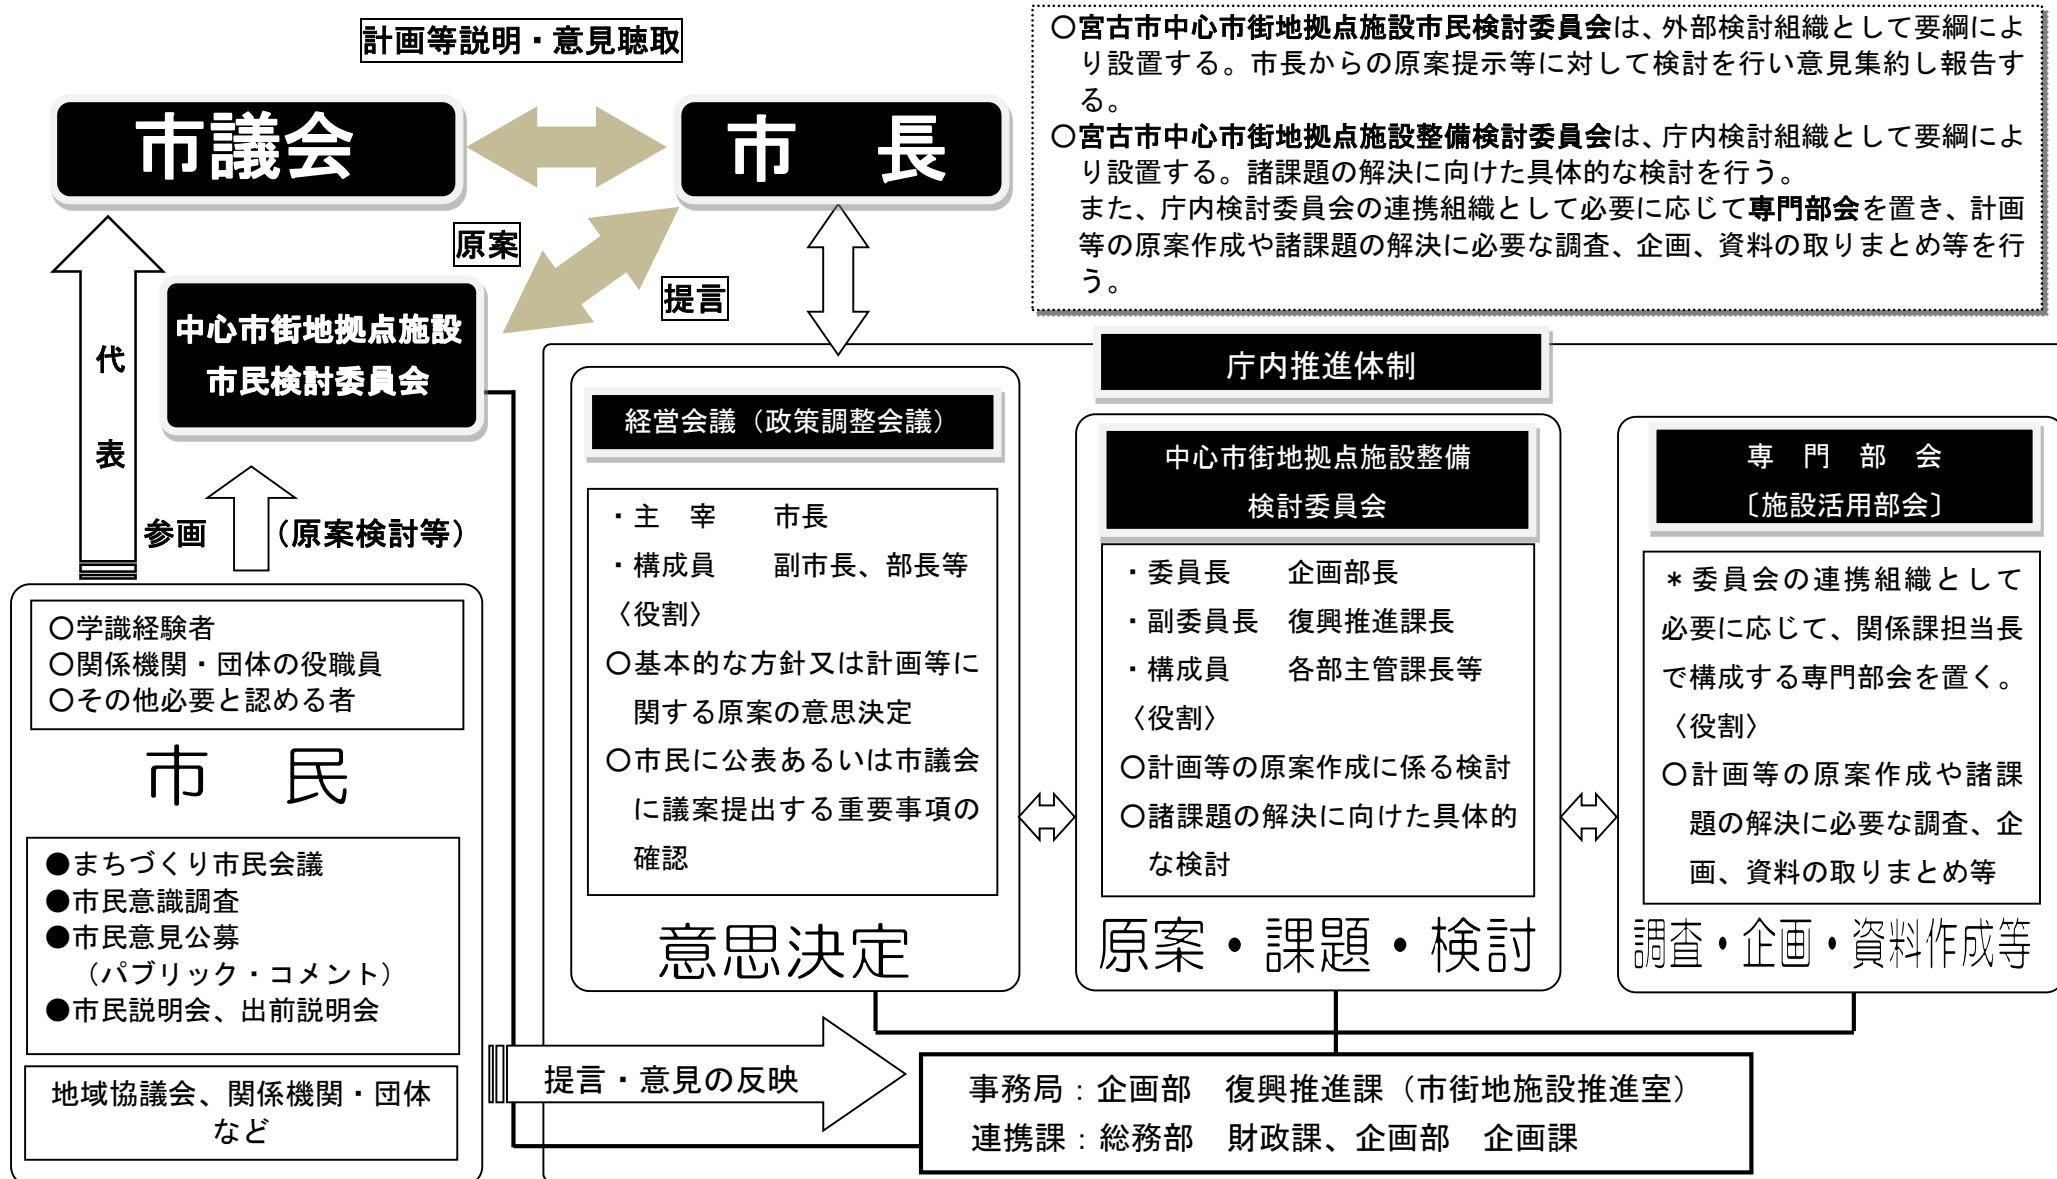 計画等説明・意見聴取
市議会
市　長
〇宮古市中心市街地拠点施設市民検討委員会は、外部検討組織として要綱によ
り設置する。市長からの原案提示等に対して検討を行い意見集約し報告す
る。
〇宮古市中心市街地拠点施設整備検討委員会は、庁内検討組織として要綱によ
り設置する。諸課題の解決に向けた具体的な検討を行う。
また、庁内検討委員会の連携組織として必要に応じて専門部会を置き、計画
等の原案作成や諸課題の解決に必要な調査、企画、資料の取りまとめ等を行
う。
原案
提言
代
表
中心市街地拠点施設
市民検討委員会
参画
（原案検討等）
〇学識経験者
〇関係機関・団体の役職員
〇その他必要と認める者
市　民
●まちづくり市民会議
●市民意識調査
●市民意見公募
（パブリック・コメント）
●市民説明会、出前説明会
地域協議会、関係機関・団体
など
庁内推進体制
経営会議（政策調整会議）
・主　宰　　市長
・構成員　　副市長、部長等
〈役割〉
〇基本的な方針又は計画等に
関する原案の意思決定
〇市民に公表あるいは市議会
に議案提出する重要事項の
確認
意思決定
中心市街地拠点施設整備
検討委員会
・委員長　　企画部長
・副委員長　復興推進課長
・構成員　　各部主管課長等
〈役割〉
〇計画等の原案作成に係る検討
〇諸課題の解決に向けた具体的
な検討
原案・課題・検討
専　門　部　会
〔施設活用部会〕
＊委員会の連携組織として
必要に応じて、関係課担当長
で構成する専門部会を置く。
〈役割〉
〇計画等の原案作成や諸課
題の解決に必要な調査、企
画、資料の取りまとめ等
調査・企画・資料作成等
提言・意見の反映
事務局：企画部　復興推進課（市街地施設推進室）
連携課：総務部　財政課、企画部　企画課